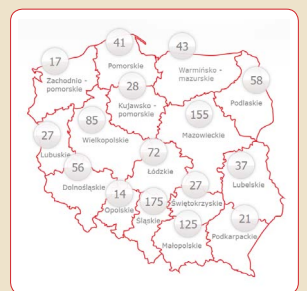 41
Pomorskie
43
Warmińsko -
mazurskie
17
Zachodnio -
pomorskie
28
Kujawsko -
pomorskie
58
Podlaskie
85
Wielkopolskie
155
Mazowieckie
27
Lubuskie
72
Łódzkie
56
Dolnośląskie
37
Lubelskie
14
Opolskie
175
Śląskie
27
Świętokrzyskie
125
Małopolskie
21
Podkarpackie